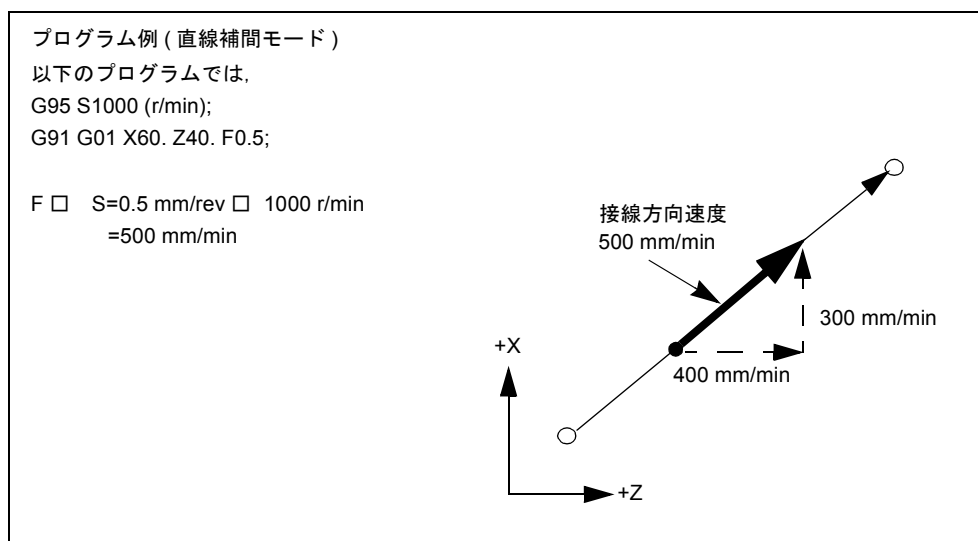 プログラム例 ( 直線補間モード )
以下のプログラムでは,
G95 S1000 (r/min);
G91 G01 X60. Z40. F0.5;
F □ S=0.5 mm/rev □ 1000 r/min
=500 mm/min
接線方向速度
500 mm/min
300 mm/min
+X
400 mm/min
+Z